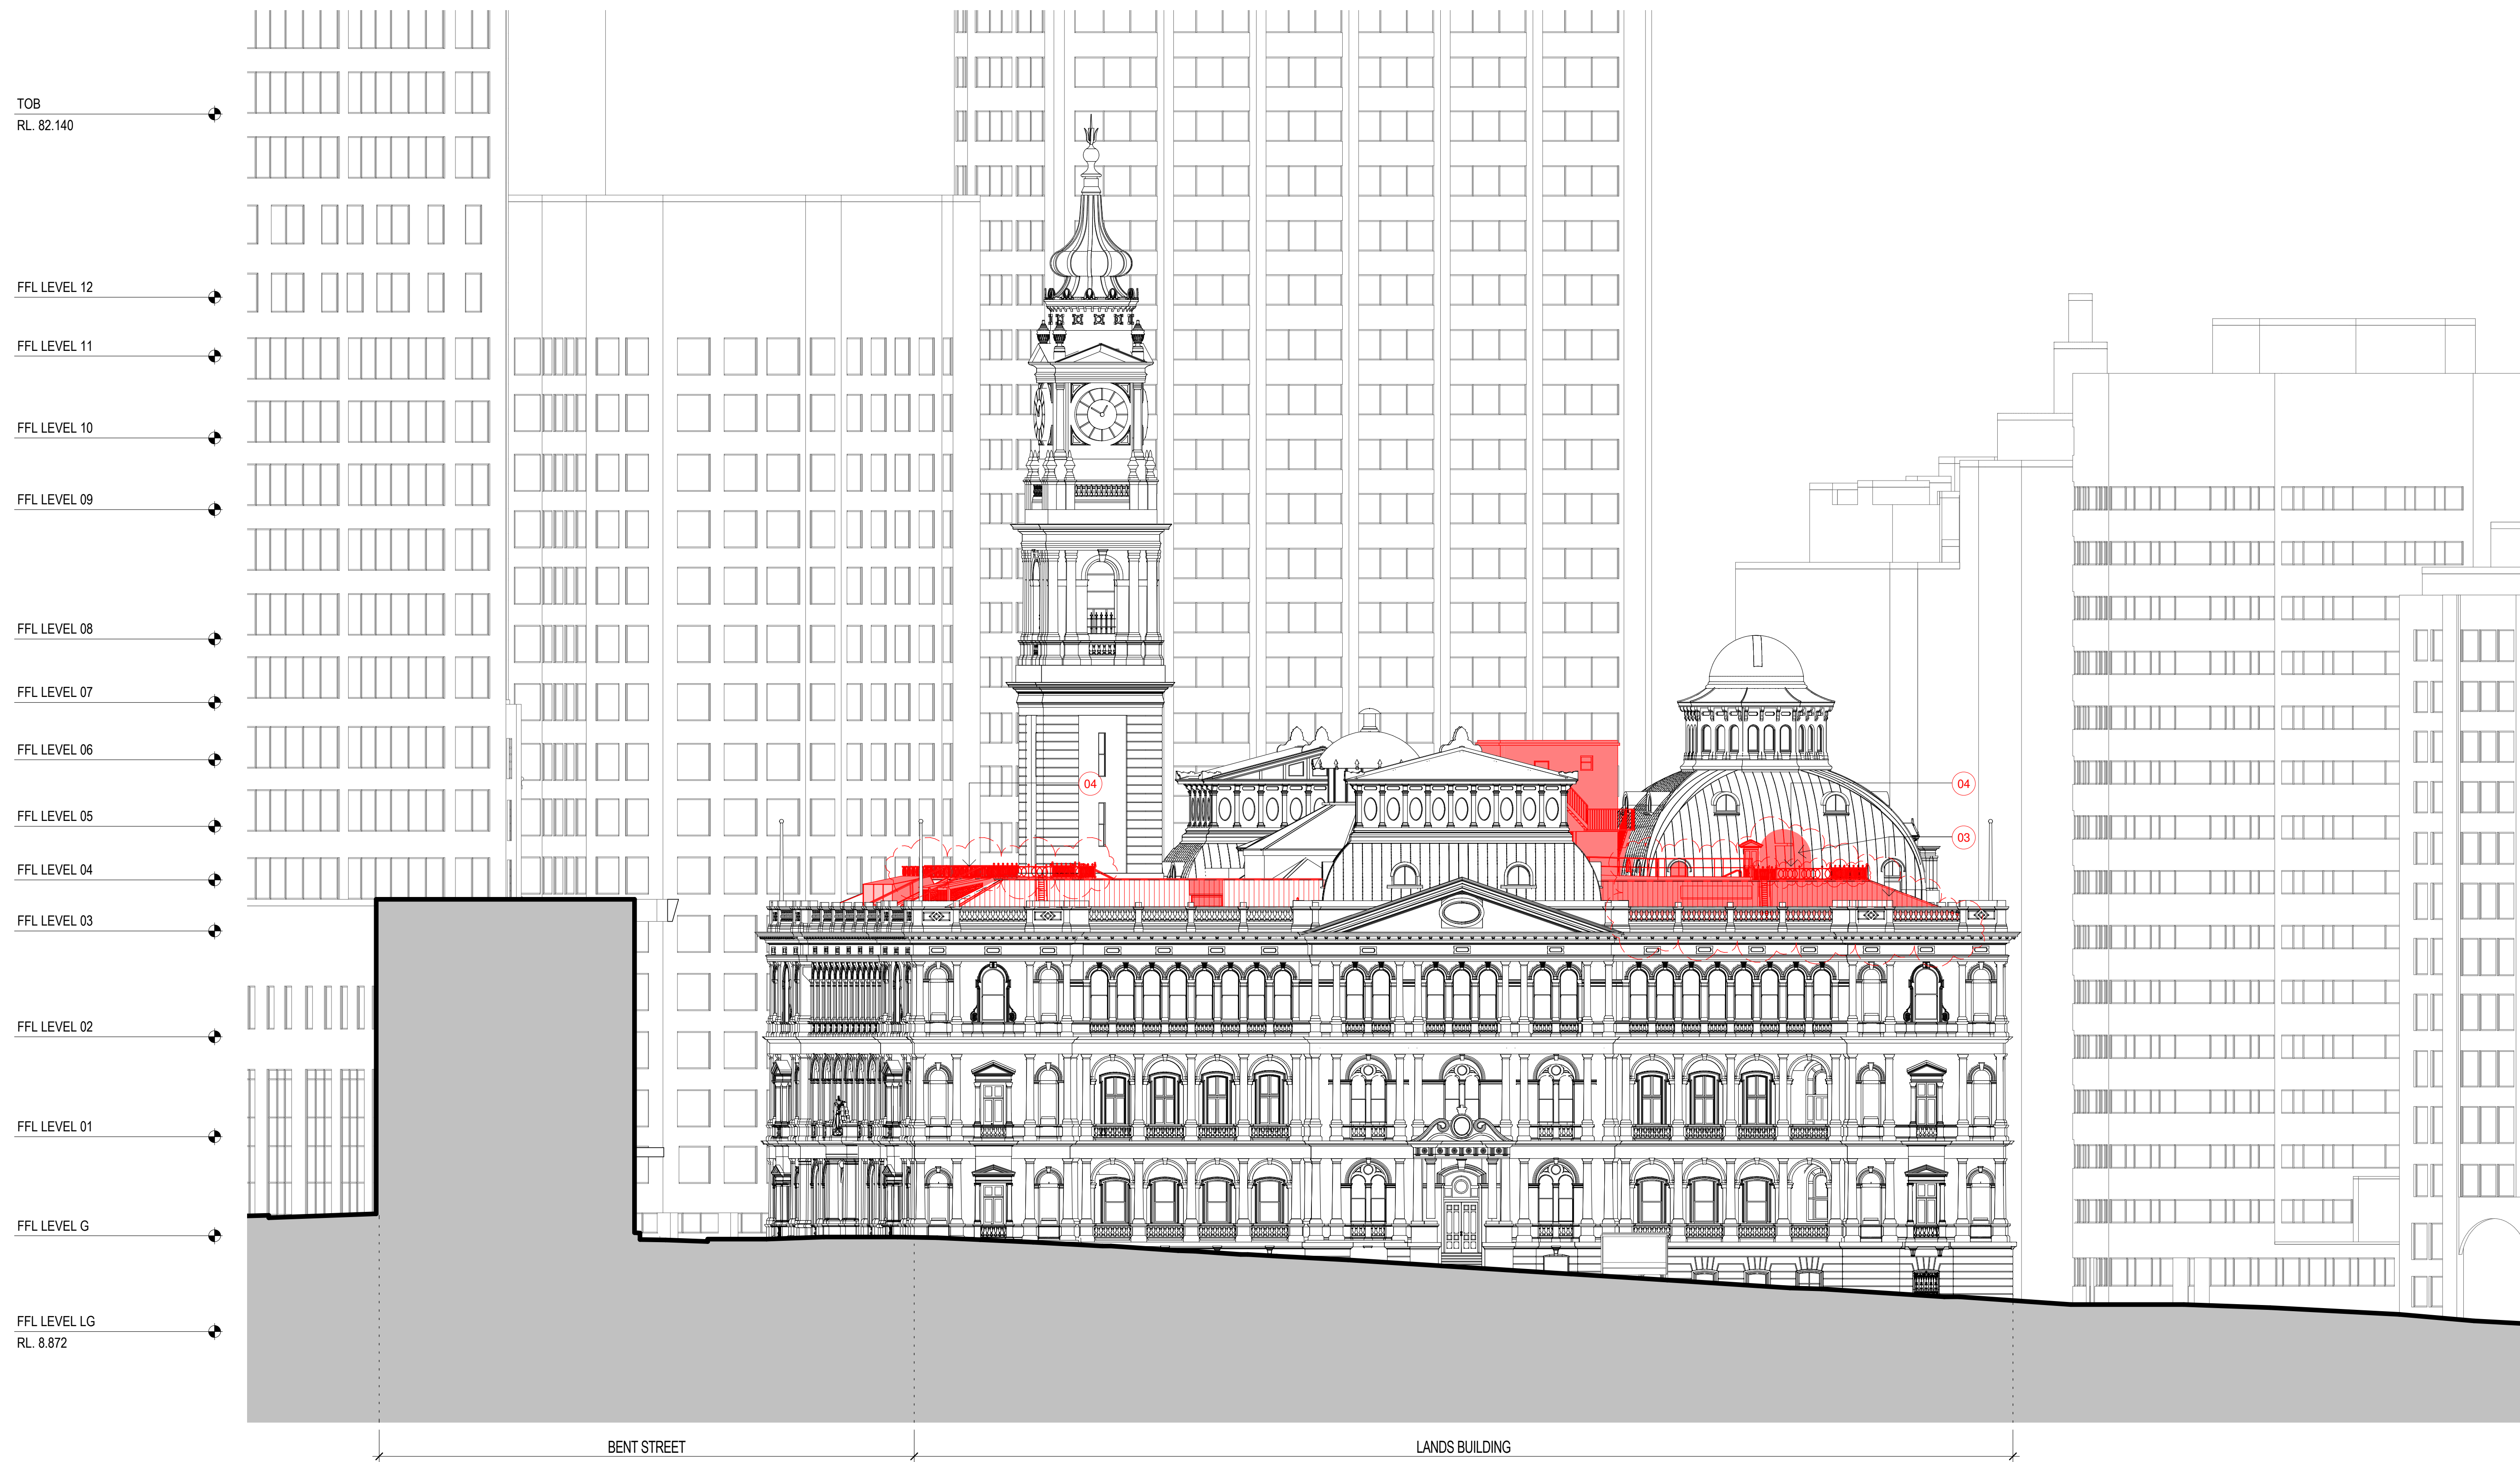 TOB
RL. 82.140
FFL LEVEL 12
FFL LEVEL 11
FFL LEVEL 10
FFL LEVEL 09
FFL LEVEL 08
FFL LEVEL 07
FFL LEVEL 06
04
04
FFL LEVEL 05
03
FFL LEVEL 04
FFL LEVEL 03
FFL LEVEL 02
FFL LEVEL 01
FFL LEVEL G
FFL LEVEL LG
RL. 8.872
BENT STREET
LANDS BUILDING